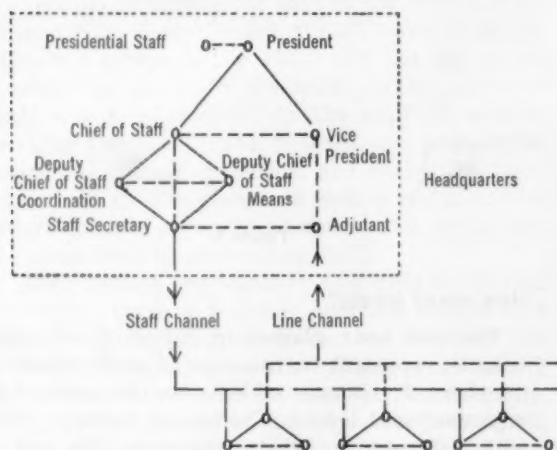 Presidential Staff
President
Chief of Staff
Vice
President
Deputy
Chief of Staff
Coordination
Deputy Chief
of Staff
Means
Headquarters
Staff Secretary
Adjutant
Staff Channel
Line Channel